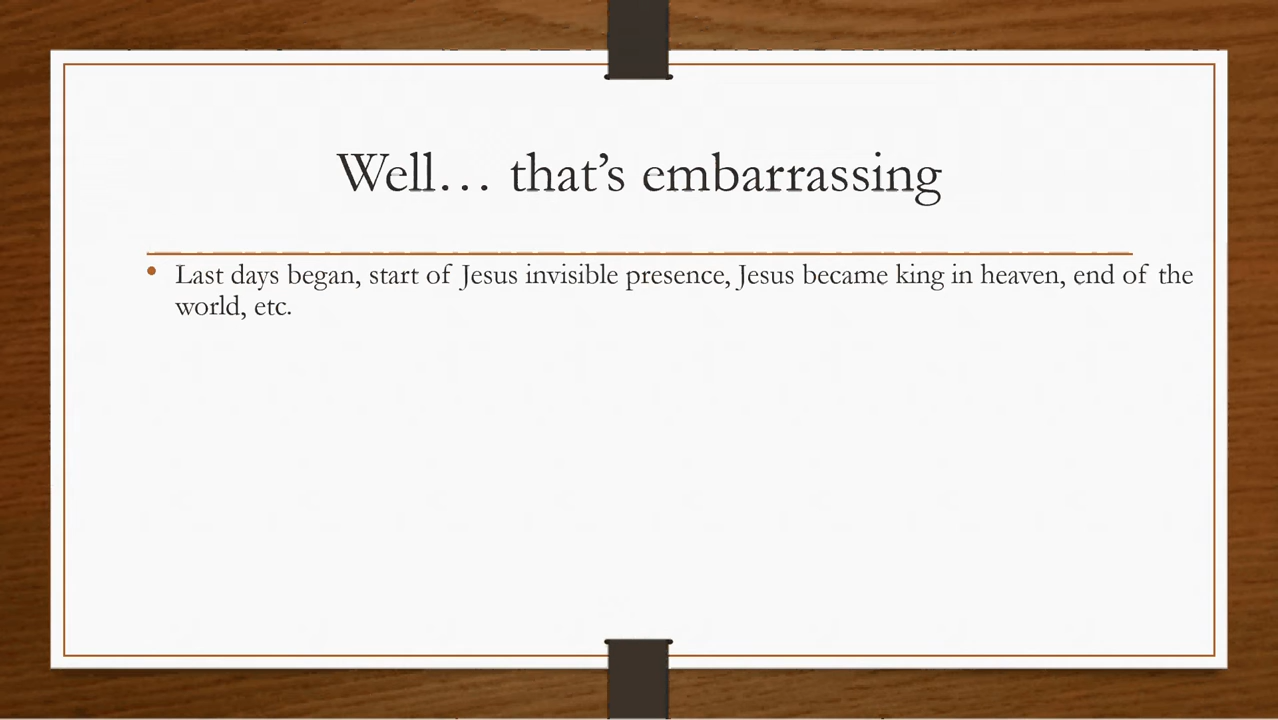 Well… that’s embarrassing
• Last days began, start of Jesus invisible presence, Jesus became king in heaven, end of the
world, etc.